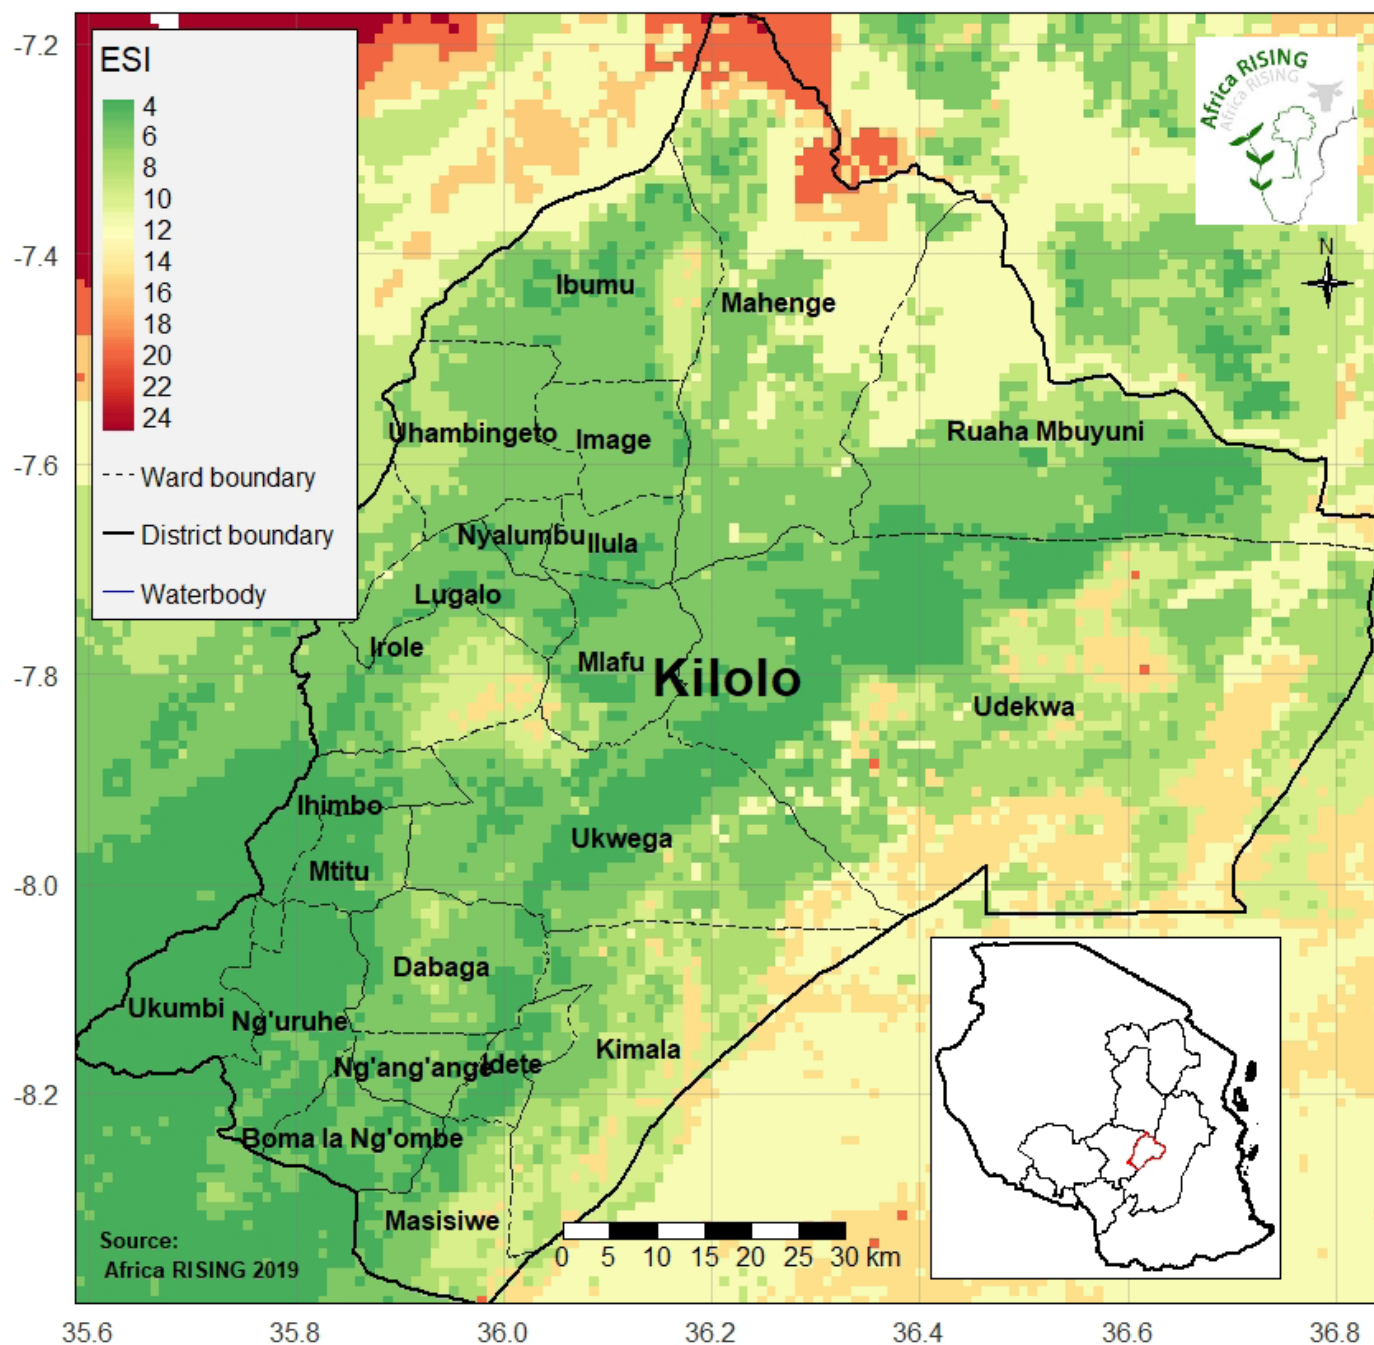 ESI
4
6
8
10
12
14
16
18
20
22
24
Ward boundary
District boundary
Waterbody
Africa RISING
Africa RISING
N
-7.2
-7.4
-7.6
-7.8
-8.0
-8.2
Ibumu
Mahenge
Uhambingeto
Image
Ruaha Mbuyuni
Nyalumbu
Ilula
Lugalo
Irole
Mlafu
Kilolo
Udekwa
Ihimbo
Ukwega
Mtitu
Dabaga
Ukumbi
Ng'uruhe
Kimala
Ng'ang'ange
Idete
Boma la Ng'ombe
Masisiwe
Source:
Africa RISING 2019
0 5 10 15 20 25 30 km
35.6 35.8 36.0 36.2 36.4 36.6 36.8